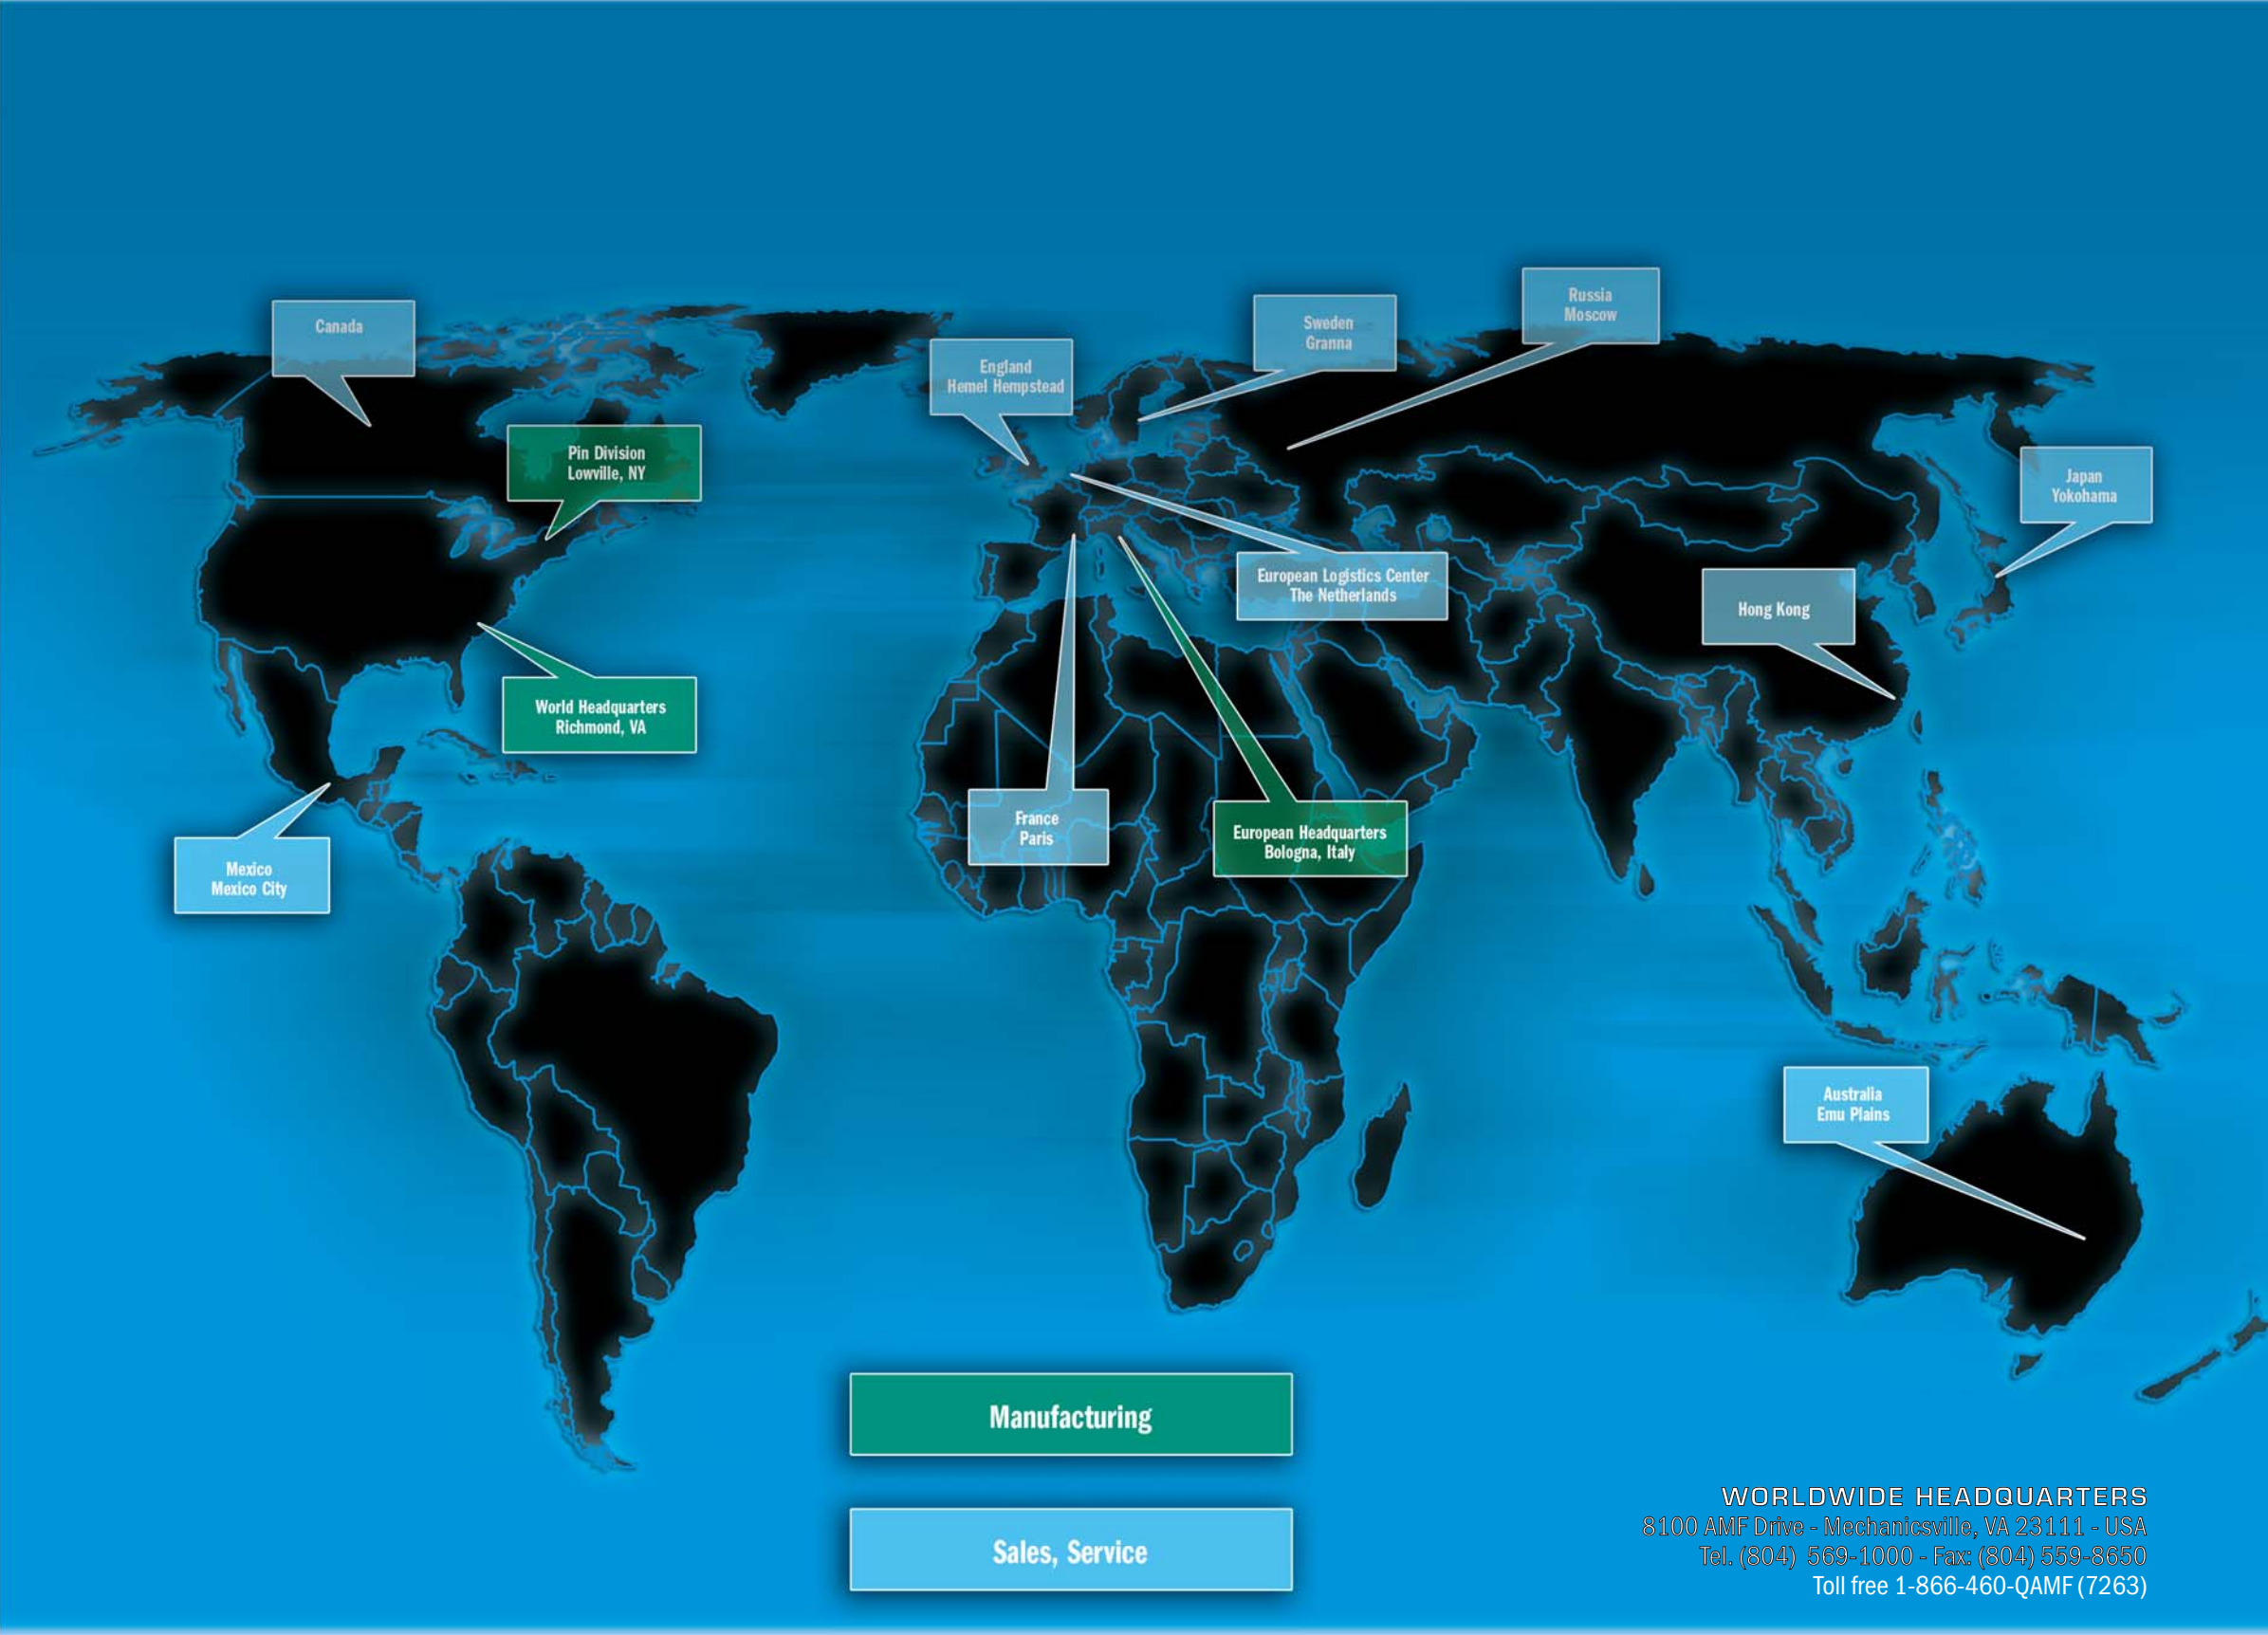 Canada
Sweden
Granna
Russia
Moscow
England
Hemel Hempstead
Pin Division
Lowville, NY
Japan
Yokohama
European Logistics Center
The Netherlands
Hong Kong
World Headquarters
Richmond, VA
France
Paris
European Headquarters
Bologna, Italy
Mexico
Mexico City
Australia
Emu Plains
Manufacturing
Sales, Service
WORLDWIDE HEADQUARTERS
8100 AMF Drive - Mechanicsville, VA 23111 - USA
Tel. (804) 569-1000 - Fax: (804) 559-8650
Toll free 1-866-460-QAMF (7263)